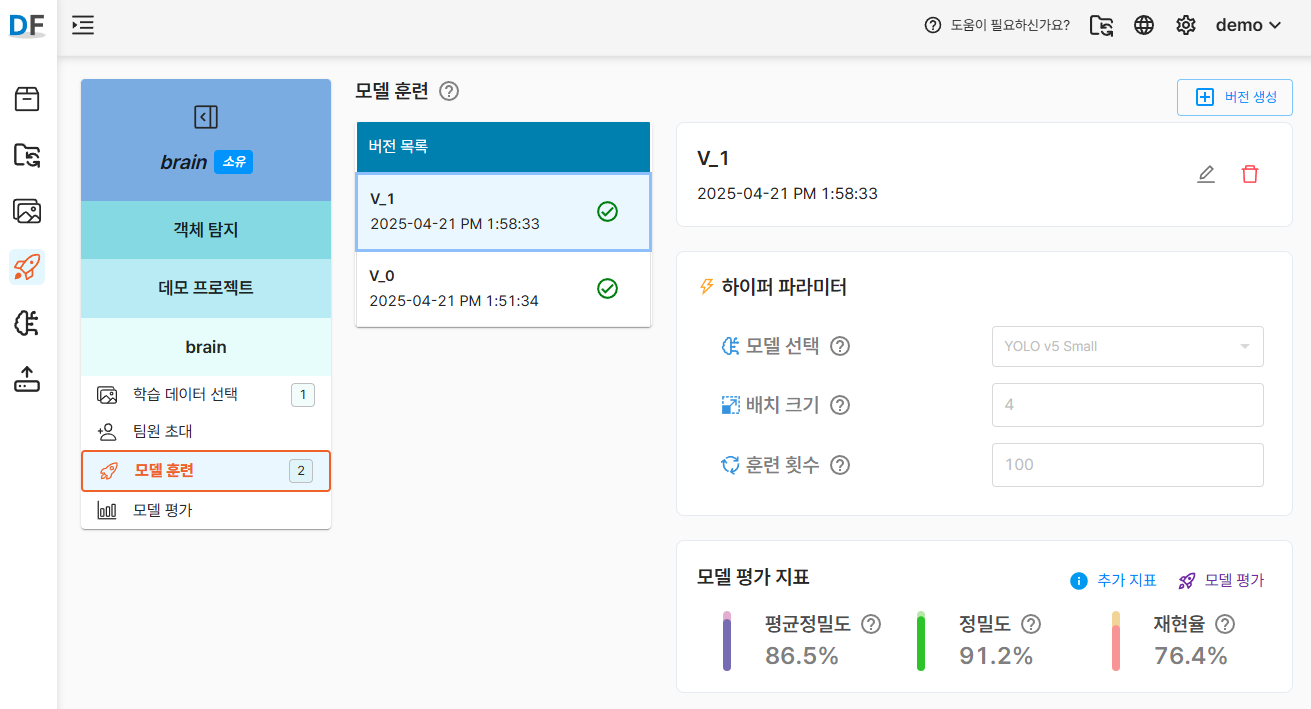 DF
도움이 필요하신가요?
demo
brain 소유
객체 탐지
데모 프로젝트
brain
학습 데이터 선택 1
팀원 초대
모델 훈련 2
모델 평가
모델 훈련
버전 생성
버전 목록
V_1
2025-04-21 PM 1:58:33
V_0
2025-04-21 PM 1:51:34
V_1
2025-04-21 PM 1:58:33
하이퍼 파라미터
모델 선택 YOLO v5 Small
배치 크기 4
훈련 횟수 100
모델 평가 지표
추가 지표 모델 평가
평균정밀도 정밀도 재현율
86.5% 91.2% 76.4%